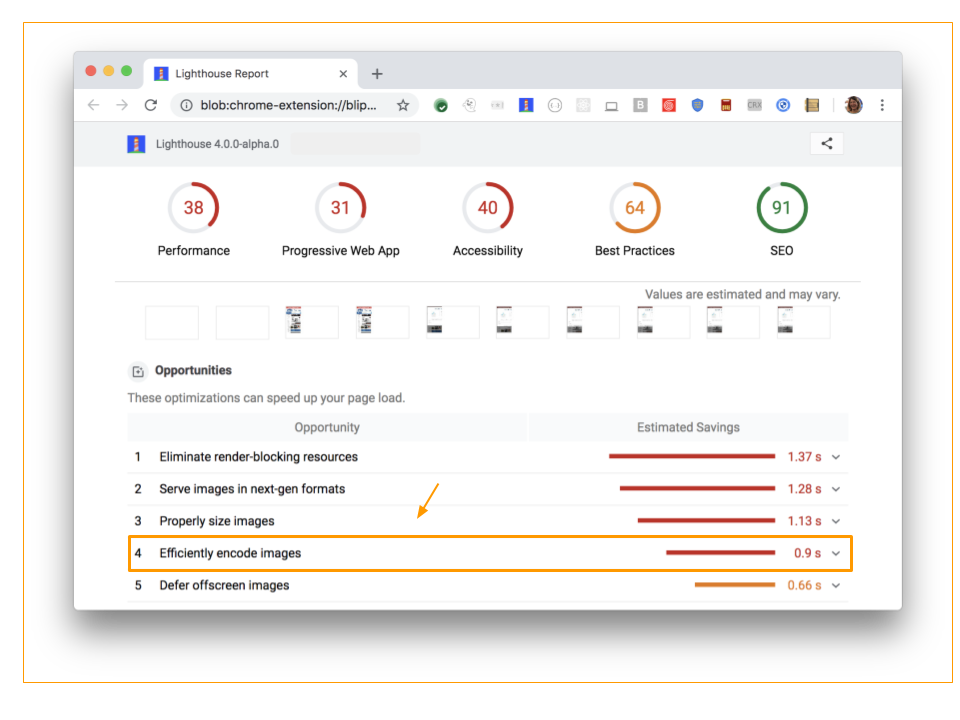 Lighthouse Report
blob:chrome-extension://blip...
CRX
Lighthouse 4.0.0-alpha.0
38
31
40
64
91
Performance
Progressive Web App
Accessibility
Best Practices
SEO
Values are estimated and may vary.
Opportunities
These optimizations can speed up your page load.
Opportunity
Estimated Savings
1 Eliminate render-blocking resources 1.37 s
2 Serve images in next-gen formats 1.28 s
3 Properly size images 1.13 s
4 Efficiently encode images 0.9 s
5 Defer offscreen images 0.66 s